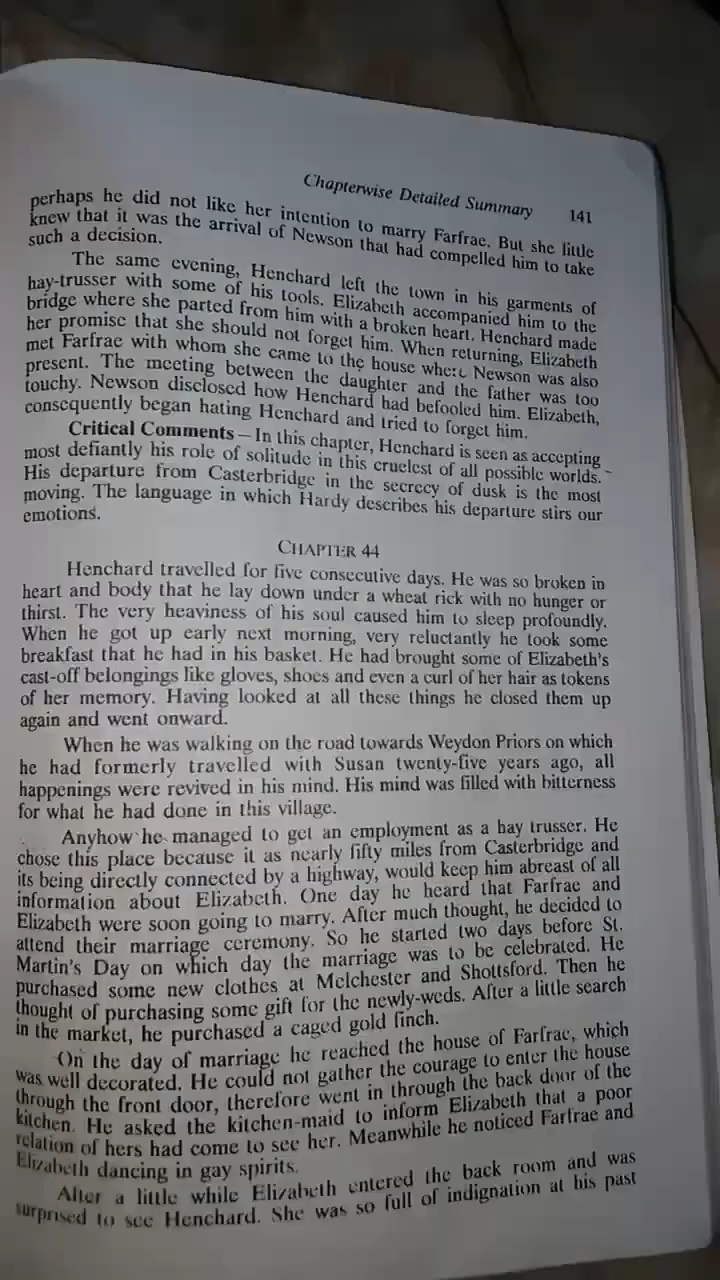 Chapterwise Detailed Summary 141
perhaps he did not like her intention to marry Farfrae. But she little
knew that it was the arrival of Newson that had compelled him to take
such a decision.
The same evening, Henchard left the town in his garments of
hay-trusser with some of his tools. Elizabeth accompanied him to the
bridge where she parted from him with a broken heart. Henchard made
her promise that she should not forget him. When returning, Elizabeth
met Farfrae with whom she came to the house where Newson was also
present. The meeting between the daughter and the father was too
touchy. Newson disclosed how Henchard had befooled him. Elizabeth,
consequently began hating Henchard and tried to forget him.
Critical Comments – In this chapter, Henchard is seen as accepting
most defiantly his role of solitude in this cruelest of all possible worlds.
His departure from Casterbridge in the secrecy of dusk is the most
moving. The language in which Hardy describes his departure stirs our
emotions.
CHAPTER 44
Henchard travelled for five consecutive days. He was so broken in
heart and body that he lay down under a wheat rick with no hunger or
thirst. The very heaviness of his soul caused him to sleep profoundly.
When he got up early next morning, very reluctantly he took some
breakfast that he had in his basket. He had brought some of Elizabeth's
cast-off belongings like gloves, shoes and even a curl of her hair as tokens
of her memory. Having looked at all these things he closed them up
again and went onward.
When he was walking on the road towards Weydon Priors on which
he had formerly travelled with Susan twenty-five years ago, all
happenings were revived in his mind. His mind was filled with bitterness
for what he had done in this village.
Anyhow he managed to get an employment as a hay trusser. He
chose this place because it as nearly fifty miles from Casterbridge and
its being directly connected by a highway, would keep him abreast of all
information about Elizabeth. One day he heard that Farfrae and
Elizabeth were soon going to marry. After much thought, he decided to
attend their marriage ceremony. So he started two days before St.
Martin's Day on which day the marriage was to be celebrated. He
purchased some new clothes at Melchester and Shottsford. Then he
thought of purchasing some gift for the newly-weds. After a little search
in the market, he purchased a caged gold finch.
On the day of marriage he reached the house of Farfrae, which
was well decorated. He could not gather the courage to enter the house
through the front door, therefore went in through the back door of the
kitchen. He asked the kitchen-maid to inform Elizabeth that a poor
relation of hers had come to see her. Meanwhile he noticed Farfrae and
Elizabeth dancing in gay spirits.
After a little while Elizabeth entered the back room and was
surprised to see Henchard. She was so full of indignation at his past